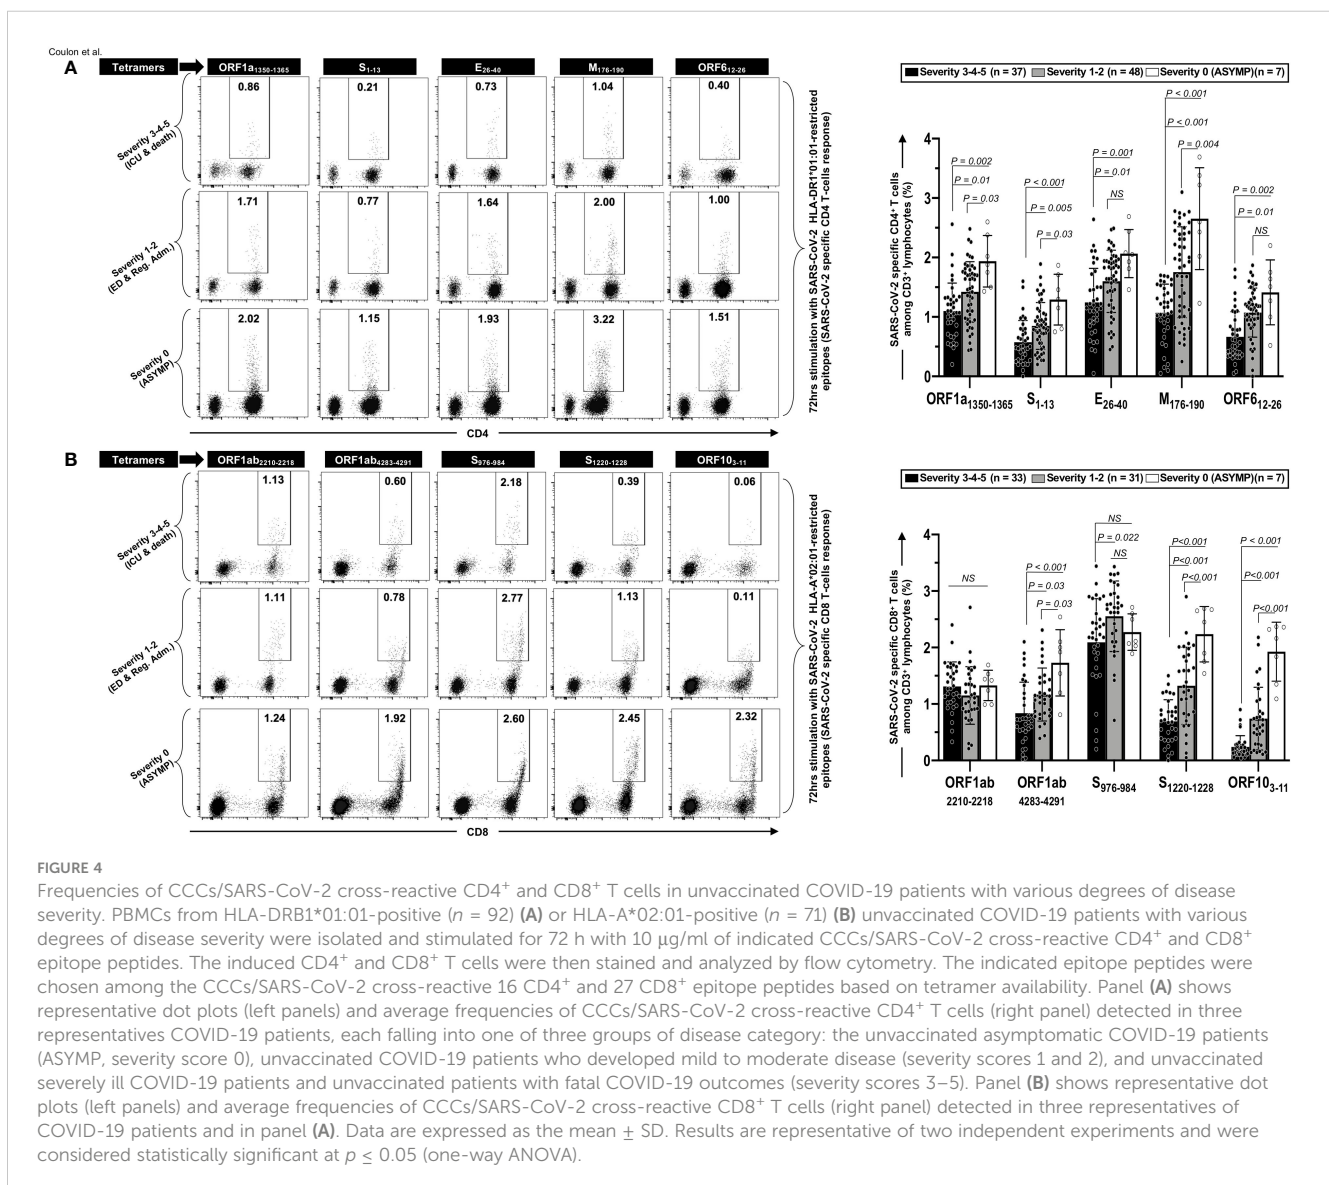 Coulon et al.
A
Tetramers
ORF1a1350-1365
S1-13
E26-40
M176-190
ORF612-26
Severity 3-4-5
(ICU & death)
0.86
0.21
0.73
1.04
0.40
Severity 1-2
(ED & Reg. Adm.)
1.71
0.77
1.64
2.00
1.00
Severity 0
(ASYMP)
2.02
1.15
1.93
3.22
1.51
CD4
72hrs stimulation with SARS-CoV-2 HLA-DR1*01:01-restricted
epitopes (SARS-CoV-2 specific CD4 T-cells response)
Severity 3-4-5 (n = 37) Severity 1-2 (n = 48) Severity 0 (ASYMP)(n = 7)
SARS-CoV-2 specific CD4+ T cells
among CD3+ lymphocytes (%)
4
3
2
1
0
P = 0.002
P = 0.01
P = 0.03
P < 0.001
P = 0.005
P = 0.03
P = 0.001
P = 0.01
NS
P < 0.001
P < 0.001
P = 0.004
P = 0.002
P = 0.01
NS
ORF1a1350-1365
S1-13
E26-40
M176-190
ORF612-26
B
Tetramers
ORF1ab2210-2218
ORF1ab4283-4291
S976-984
S1220-1228
ORF103-11
Severity 3-4-5
(ICU & death)
1.13
0.60
2.18
0.39
0.06
Severity 1-2
(ED & Reg. Adm.)
1.11
0.78
2.77
1.13
0.11
Severity 0
(ASYMP)
1.24
1.92
2.60
2.45
2.32
CD8
72hrs stimulation with SARS-CoV-2 HLA-A*02:01-restricted
epitopes (SARS-CoV-2 specific CD8 T-cells response)
Severity 3-4-5 (n = 33) Severity 1-2 (n = 31) Severity 0 (ASYMP)(n = 7)
SARS-CoV-2 specific CD8+ T cells
among CD3+ lymphocytes (%)
4
3
2
1
0
NS
P < 0.001
P = 0.03
P = 0.03
NS
P = 0.022
NS
P<0.001
P<0.001
P<0.001
P < 0.001
P<0.001
P<0.001
ORF1ab
2210-2218
ORF1ab
4283-4291
S976-984
S1220-1228
ORF103-11
FIGURE 4
Frequencies of CCCs/SARS-CoV-2 cross-reactive CD4+ and CD8+ T cells in unvaccinated COVID-19 patients with various degrees of disease
severity. PBMCs from HLA-DRB1*01:01-positive (n = 92) (A) or HLA-A*02:01-positive (n = 71) (B) unvaccinated COVID-19 patients with various
degrees of disease severity were isolated and stimulated for 72 h with 10 μg/ml of indicated CCCs/SARS-CoV-2 cross-reactive CD4+ and CD8+
epitope peptides. The induced CD4+ and CD8+ T cells were then stained and analyzed by flow cytometry. The indicated epitope peptides were
chosen among the CCCs/SARS-CoV-2 cross-reactive 16 CD4+ and 27 CD8+ epitope peptides based on tetramer availability. Panel (A) shows
representative dot plots (left panels) and average frequencies of CCCs/SARS-CoV-2 cross-reactive CD4+ T cells (right panel) detected in three
representatives COVID-19 patients, each falling into one of three groups of disease category: the unvaccinated asymptomatic COVID-19 patients
(ASYMP, severity score 0), unvaccinated COVID-19 patients who developed mild to moderate disease (severity scores 1 and 2), and unvaccinated
severely ill COVID-19 patients and unvaccinated patients with fatal COVID-19 outcomes (severity scores 3–5). Panel (B) shows representative dot
plots (left panels) and average frequencies of CCCs/SARS-CoV-2 cross-reactive CD8+ T cells (right panel) detected in three representatives of
COVID-19 patients and in panel (A). Data are expressed as the mean ± SD. Results are representative of two independent experiments and were
considered statistically significant at p ≤ 0.05 (one-way ANOVA).